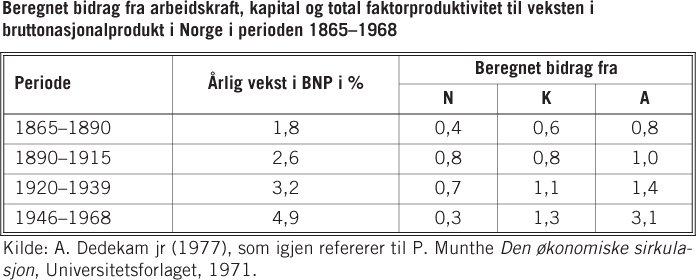 Beregnet bidrag fra arbeidskraft, kapital og total faktorproduktivitet til veksten i
bruttonasjonalprodukt i Norge i perioden 1865–1968
Periode Årlig vekst i BNP i % Beregnet bidrag fra
N K A
1865–1890 1,8 0,4 0,6 0,8
1890–1915 2,6 0,8 0,8 1,0
1920–1939 3,2 0,7 1,1 1,4
1946–1968 4,9 0,3 1,3 3,1
Kilde: A. Dedekam jr (1977), som igjen refererer til P. Munthe Den økonomiske sirkula-
sjon, Universitetsforlaget, 1971.